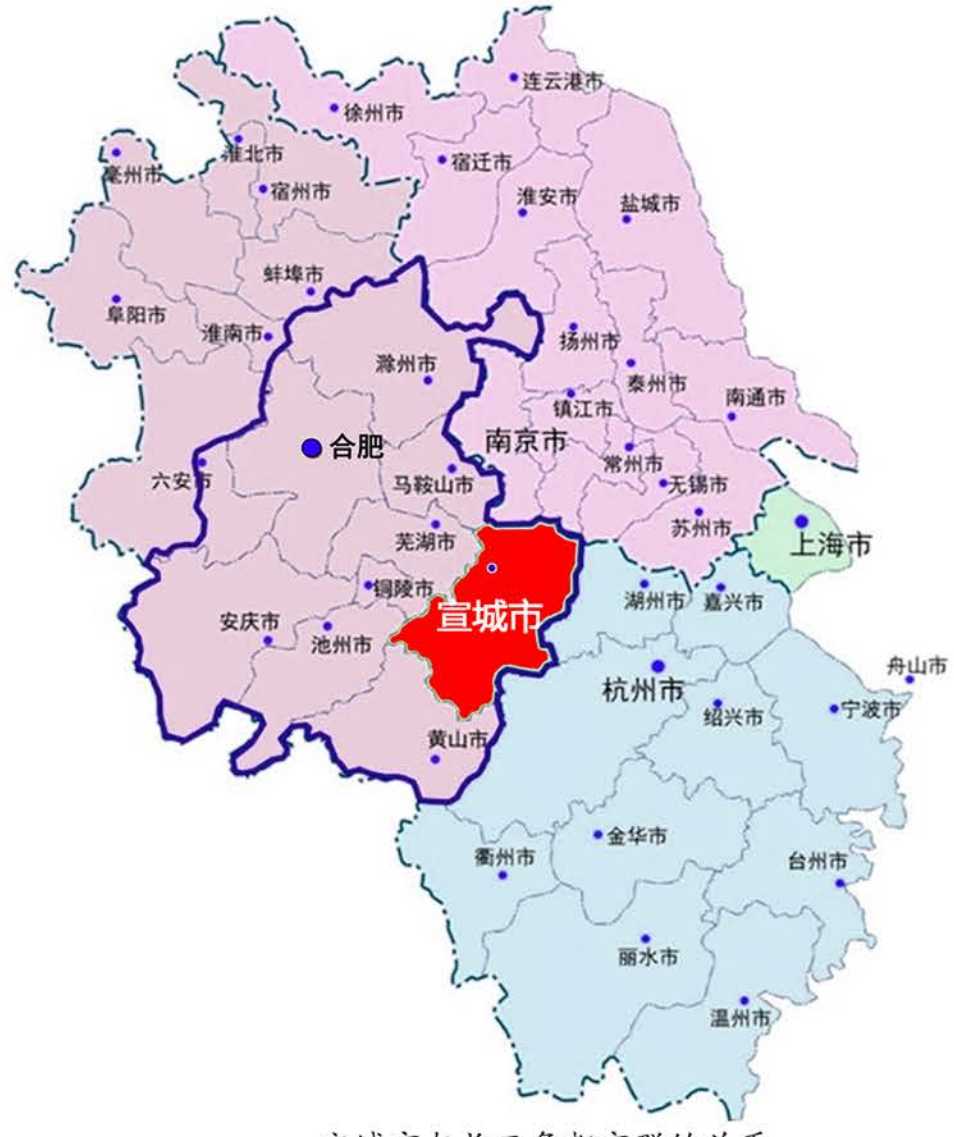 连云港市
徐州市
淮北市
宿迁市
亳州市
宿州市
淮安市
盐城市
蚌埠市
阜阳市
淮南市
扬州市
滁州市
泰州市
南通市
镇江市
南京市
合肥
常州市
六安市
马鞍山市
无锡市
苏州市
芜湖市
上海市
铜陵市
湖州市
嘉兴市
宣城市
安庆市
池州市
舟山市
杭州市
宁波市
绍兴市
黄山市
金华市
衢州市
台州市
丽水市
温州市